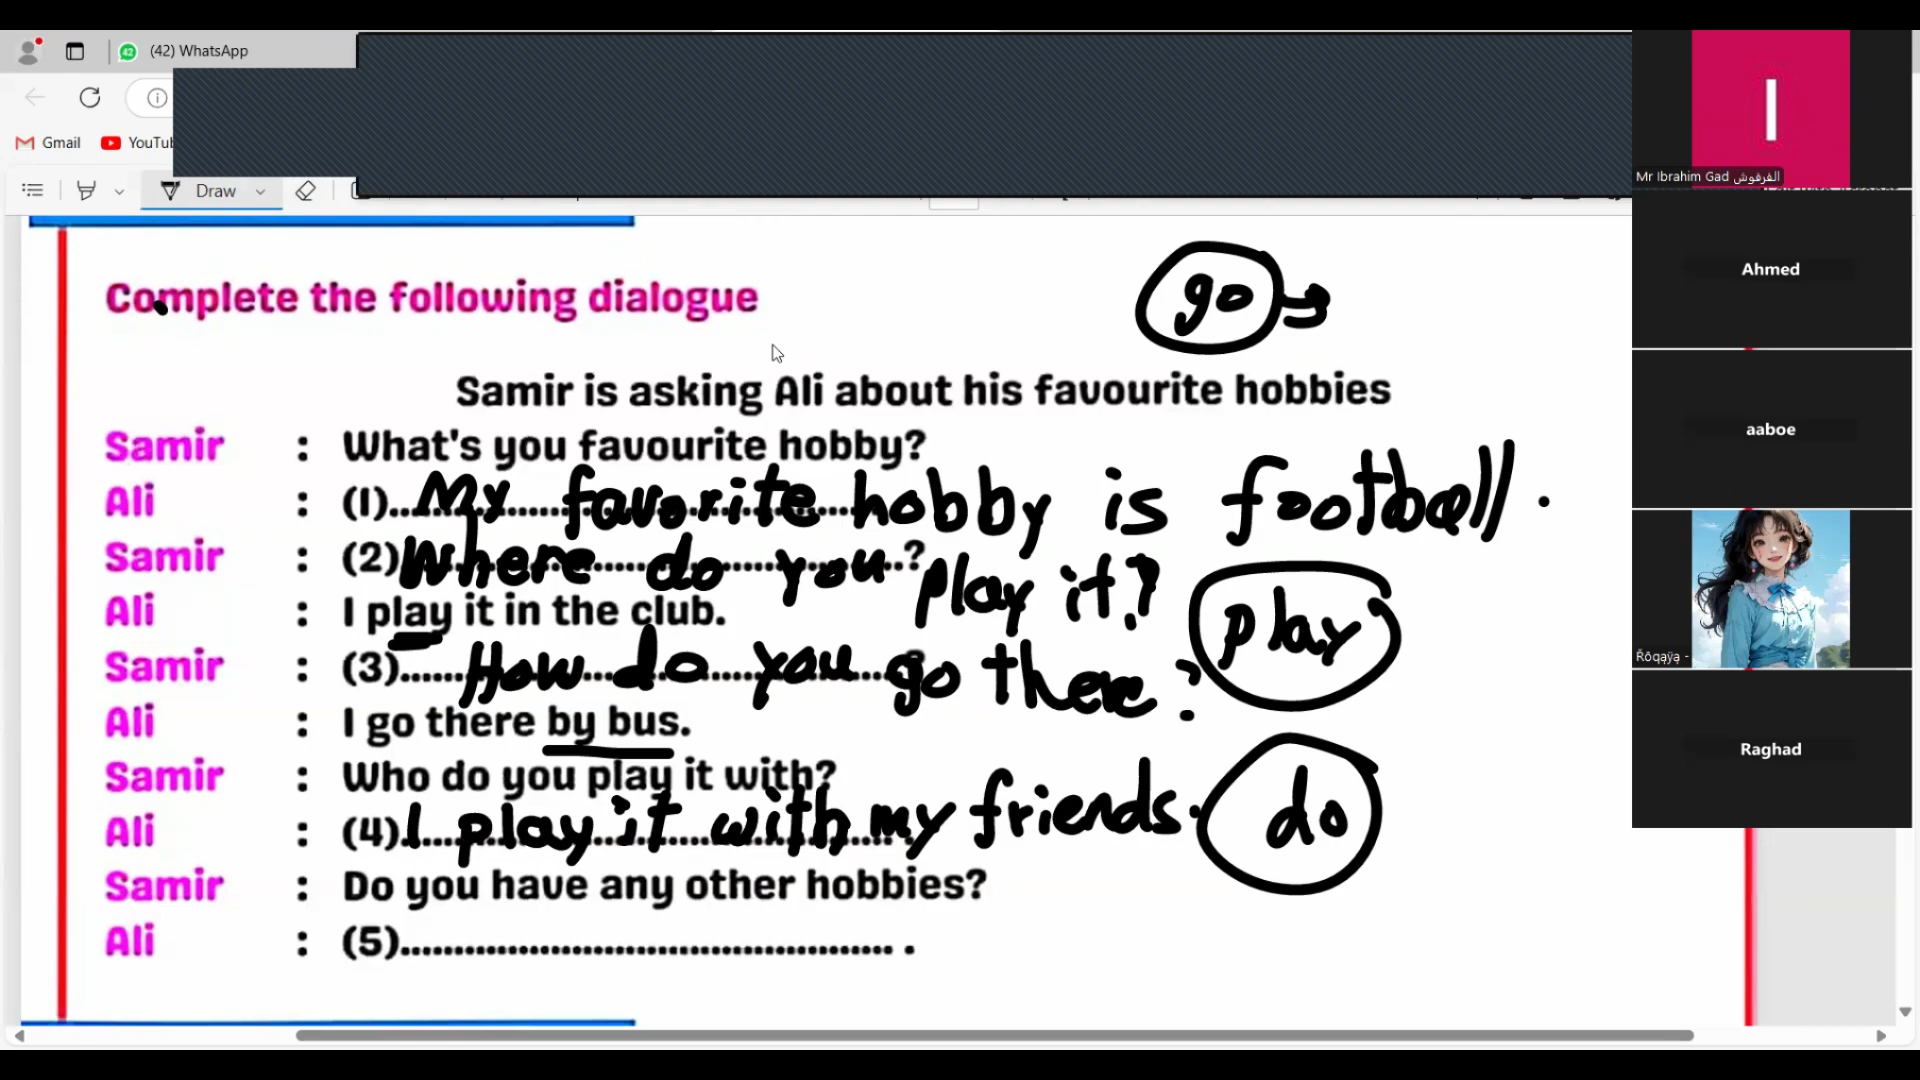 (42) WhatsApp
Gmail YouTub
Draw
Mr Ibrahim Gad الفرفوش
Ahmed
aaboe
Řôqąÿą -
Raghad
Complete the following dialogue
go
Samir is asking Ali about his favourite hobbies
Samir : What's you favourite hobby?
Ali : (1)........ My favorite hobby is football.
Samir : (2)........ Where do you play it? ?
Ali : I play it in the club.
play
Samir : (3)........ How do you go there? ?
Ali : I go there by bus.
Samir : Who do you play it with?
Ali : (4)........ I play it with my friends.
do
Samir : Do you have any other hobbies?
Ali : (5)............................................. .